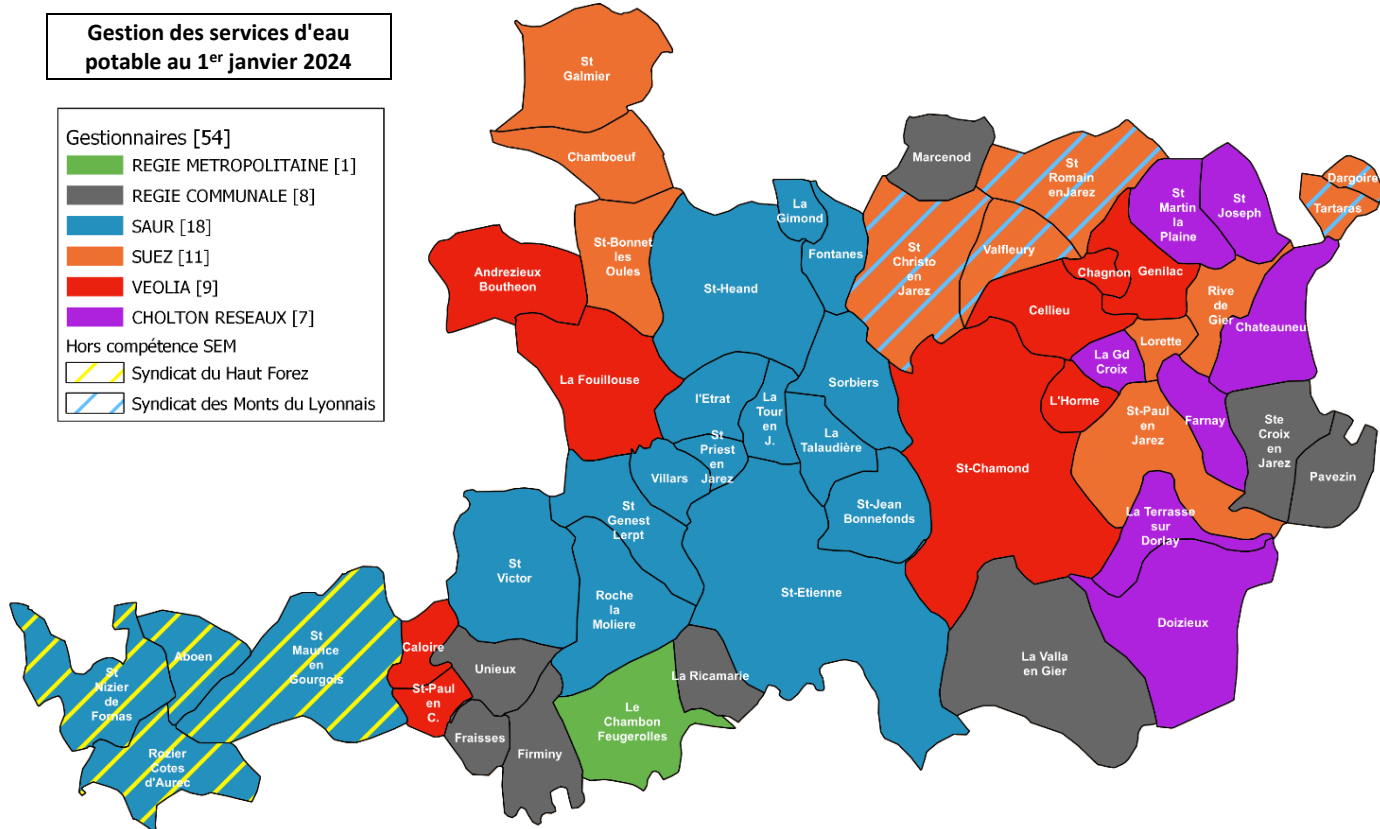 Gestion des services d'eau
potable au 1er janvier 2024
Gestionnaires [54]
REGIE METROPOLITAINE [1]
REGIE COMMUNALE [8]
SAUR [18]
SUEZ [11]
VEOLIA [9]
CHOLTON RESEAUX [7]
Hors compétence SEM
Syndicat du Haut Forez
Syndicat des Monts du Lyonnais
St
Galmier
Chamboeuf
St-Bonnet
les
Oules
Andrezieux
Boutheon
La Fouillouse
La
Gimond
Fontanes
St-Heand
Marcenod
St
Romain
enJarez
St
Christo
en
Jarez
Valfleury
St
Martin
la
Plaine
St
Joseph
Dargoire
Tartaras
Chagnon
Genilac
Cellieu
Rive
de
Gier
Chateauneu
Lorette
La Gd
Croix
L'Horme
St-Paul
en
Jarez
Farnay
Ste
Croix
en
Jarez
Pavezin
Sorbiers
l'Etrat
La
Tour
en
J.
La
Talaudière
St
Priest
en
Jarez
Villars
St-Chamond
St-Jean
Bonnefonds
St
Genest
Lerpt
La Terrasse
sur
Dorlay
St
Victor
Roche
la
Moliere
St-Etienne
Doizieux
La Valla
en Gier
St
Maurice
en
Gourgois
Aboen
St
Nizier
de
Fornas
Rozier
Cotes
d'Aurec
Caloire
St-Paul
en
C.
Unieux
Fraisses
Firminy
La Ricamarie
Le
Chambon
Feugerolles